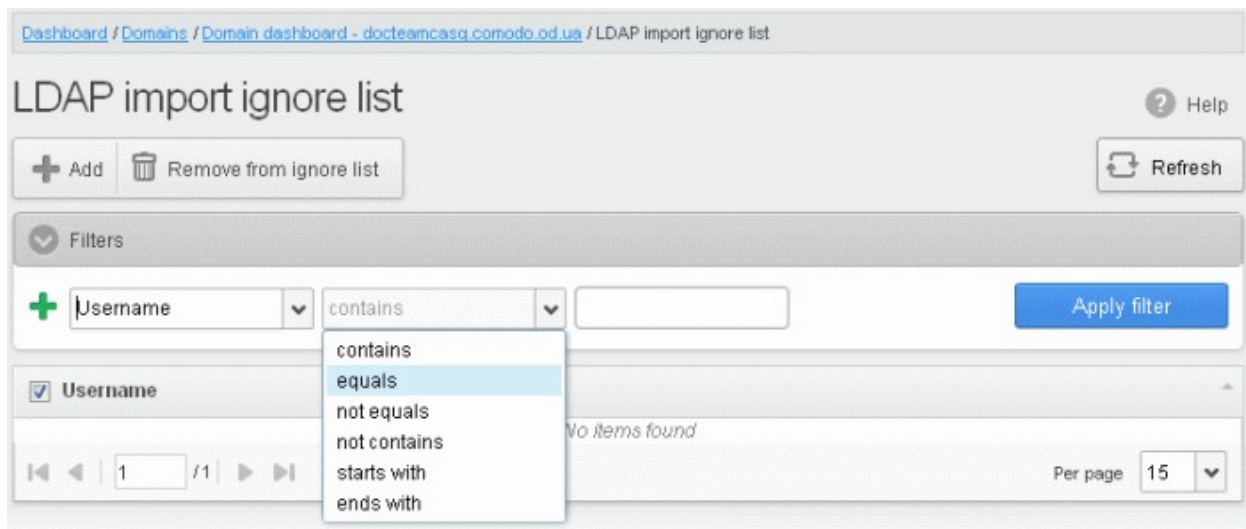 Dashboard / Domains / Domain dashboard - docteamcasg.comodo.od.ua / LDAP import ignore list
LDAP import ignore list
Help
Add
Remove from ignore list
Refresh
Filters
Username
contains
Apply filter
contains
equals
not equals
not contains
starts with
ends with
Username
No items found
1 /1
Per page 15